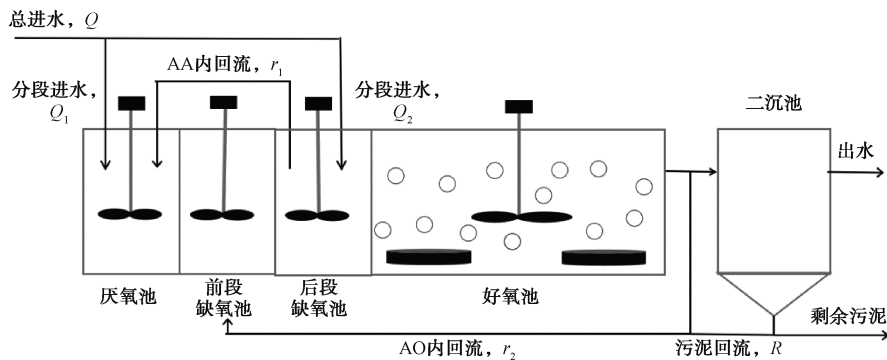 总进水，Q
AA内回流，r₁
分段进水，
Q₁
分段进水，
Q₂
二沉池
出水
厌氧池
前段
缺氧池
后段
缺氧池
好氧池
剩余污泥
AO内回流，r₂
污泥回流，R